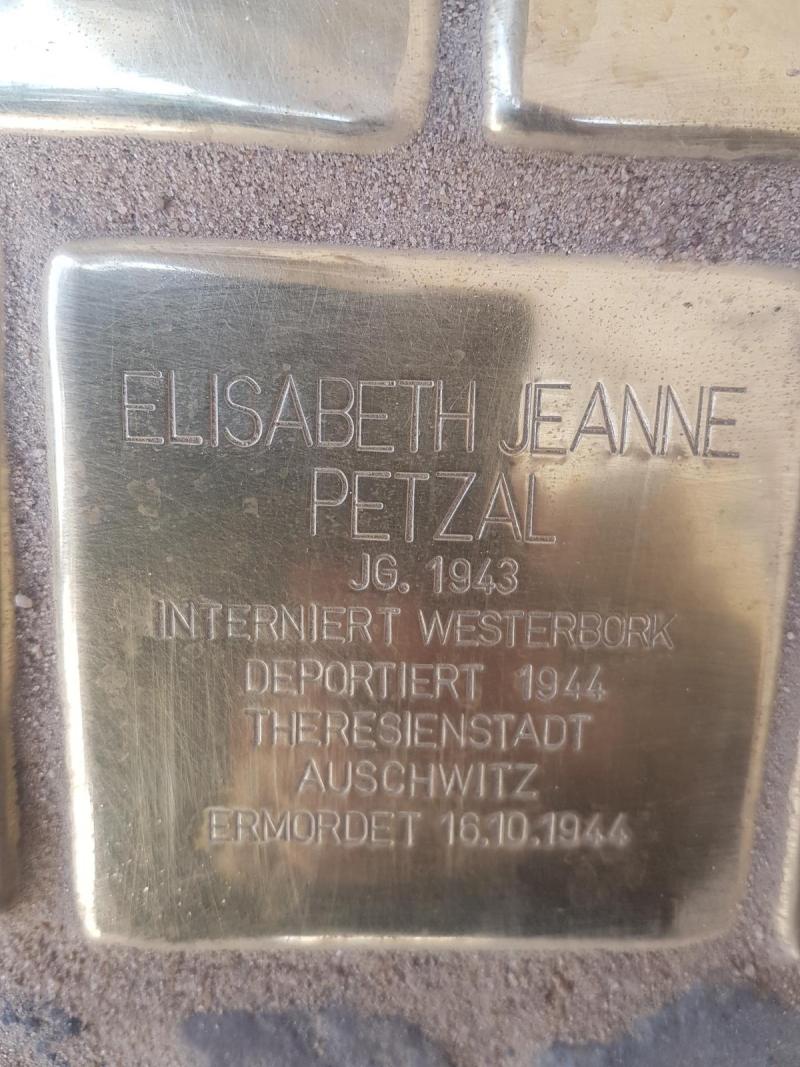 ELISABETH JEANNE
PETZAL
JG. 1943
INTERNIERT WESTERBORK
DEPORTIERT 1944
THERESIENSTADT
AUSCHWITZ
ERMORDET 16.10.1944